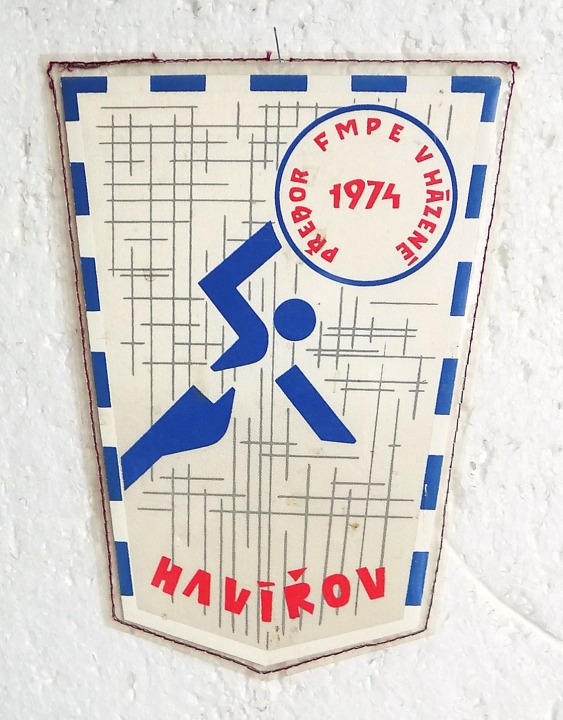 PŘEBOR FMPE V HÁZENÉ
1974
HAVÍŘOV